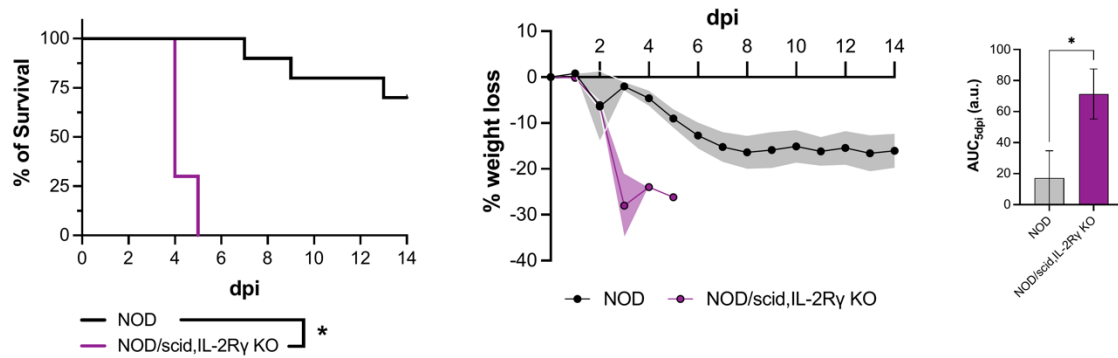 % of Survival
100
75
50
25
0
0 2 4 6 8 10 12 14
dpi
NOD
NOD/scid,IL-2Rγ KO
*
dpi
2 4 6 8 10 12 14
% weight loss
10
0
-10
-20
-30
-40
NOD NOD/scid,IL-2Rγ KO
*
AUC5dpi (a.u.)
100
80
60
40
20
0
NOD
NOD/scid,IL-2Rγ KO